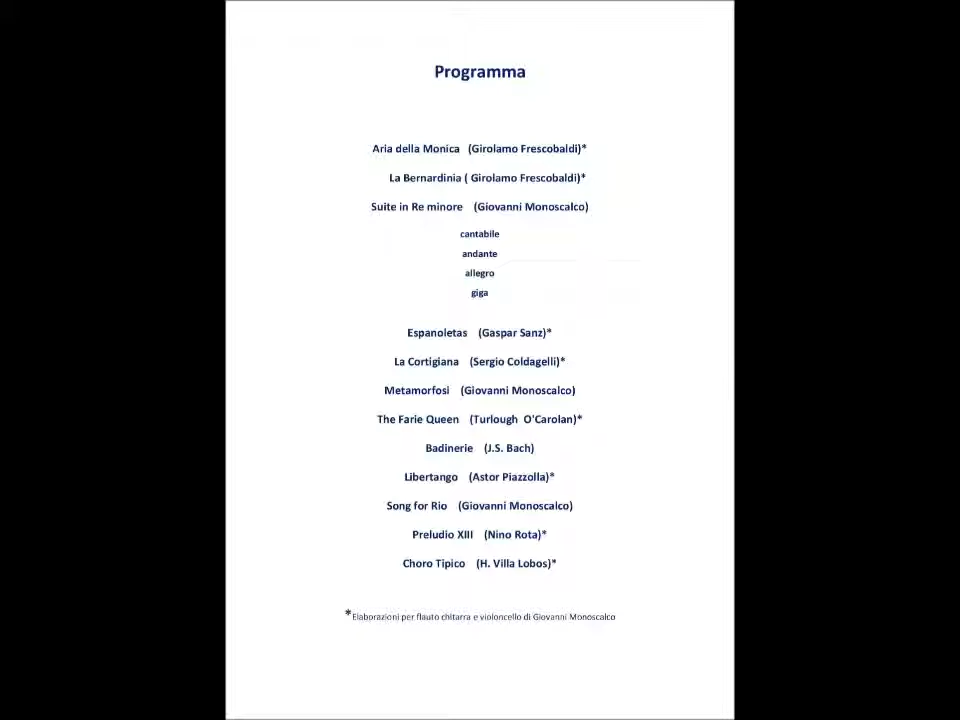 Programma
Aria della Monica (Girolamo Frescobaldi)*
La Bernardinia ( Girolamo Frescobaldi)*
Suite in Re minore (Giovanni Monoscalco)
cantabile
andante
allegro
giga
Espanoletas (Gaspar Sanz)*
La Cortigiana (Sergio Coldagelli)*
Metamorfosi (Giovanni Monoscalco)
The Farie Queen (Turlough O'Carolan)*
Badinerie (J.S. Bach)
Libertango (Astor Piazzolla)*
Song for Rio (Giovanni Monoscalco)
Preludio XIII (Nino Rota)*
Choro Tipico (H. Villa Lobos)*
*Elaborazioni per flauto chitarra e violoncello di Giovanni Monoscalco